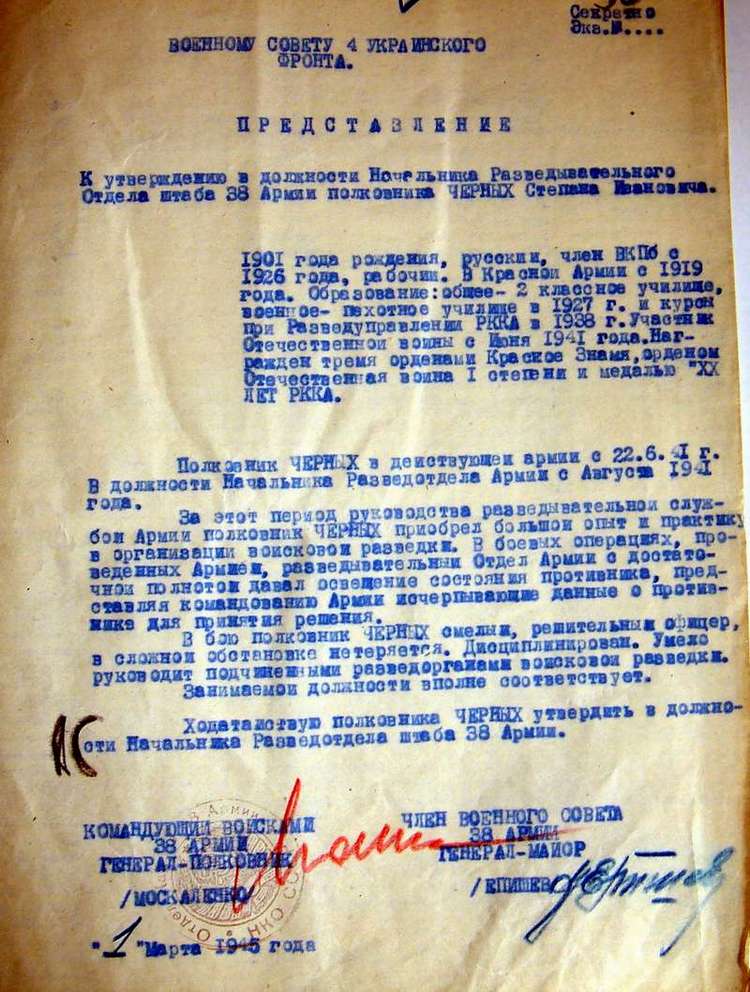 Секретно
Экз.№....
ВОЕННОМУ СОВЕТУ 4 УКРАИНСКОГО
ФРОНТА.
ПРЕДСТАВЛЕНИЕ
К утверждению в должности Начальника Разведывательного
Отдела штаба 38 Армии полковника ЧЕРНЫХ Степана Ивановича.
1901 года рождения, русский, член ВКПб с
1926 года, рабочий. В Красной Армии с 1919
года. Образование:общее- 2 классное училище,
военное- пехотное училище в 1927 г. и курсы
при Разведуправлении РККА в 1938 г.Участник
Отечественной войны с Июня 1941 года.Наг-
ражден тремя орденами Красное Знамя,орденом
Отечественная война I степени и медалью "XX
ЛЕТ РККА.
Полковник ЧЕРНЫХ в действующей армии с 22.6.41 г.
В должности Начальника Разведотдела Армии с Августа 1941
года.
За этот период руководства разведывательной служ-
бой Армии полковник ЧЕРНЫХ приобрел большой опыт и практику
в организации войсковой разведки. В боевых операциях, про-
веденных Армией, разведывательный Отдел Армии с достато-
чной полнотой давал освещение состояния противника, пред-
ставляя командованию Армии исчерпывающие данные о против-
нике для принятия решения.
В бою полковник ЧЕРНЫХ смелый, решительный офицер,
в сложной обстановке нетеряется. Дисциплинирован. Умело
руководит подчиненными разведорганами войсковой разведки.
Занимаемой должности вполне соответствует.
Ходатайствую полковника ЧЕРНЫХ утвердить в должно-
сти Начальника Разведотдела штаба 38 Армии.
КОМАНДУЮЩИЙ ВОЙСКАМИ
38 АРМИИ
ГЕНЕРАЛ-ПОЛКОВНИК
/МОСКАЛЕНКО
ЧЛЕН ВОЕННОГО СОВЕТА
38 АРМИИ
ГЕНЕРАЛ-МАЙОР
/ЕПИШЕВ
"1"Марта 1945 года